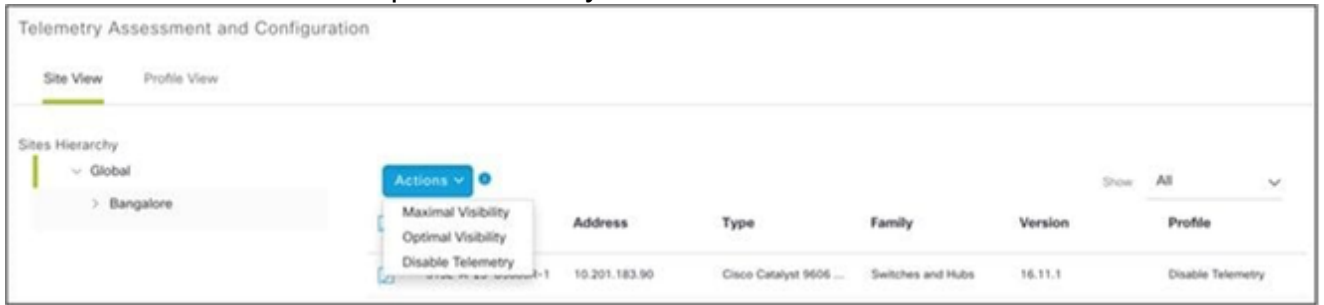 Telemetry Assessment and Configuration
Site View Profile View
Sites Hierarchy
Global
Bangalore
Actions
Show All
Maximal Visibility
Optimal Visibility
Disable Telemetry
Address Type Family Version Profile
10.201.183.90 Cisco Catalyst 9606 ... Switches and Hubs 16.11.1 Disable Telemetry